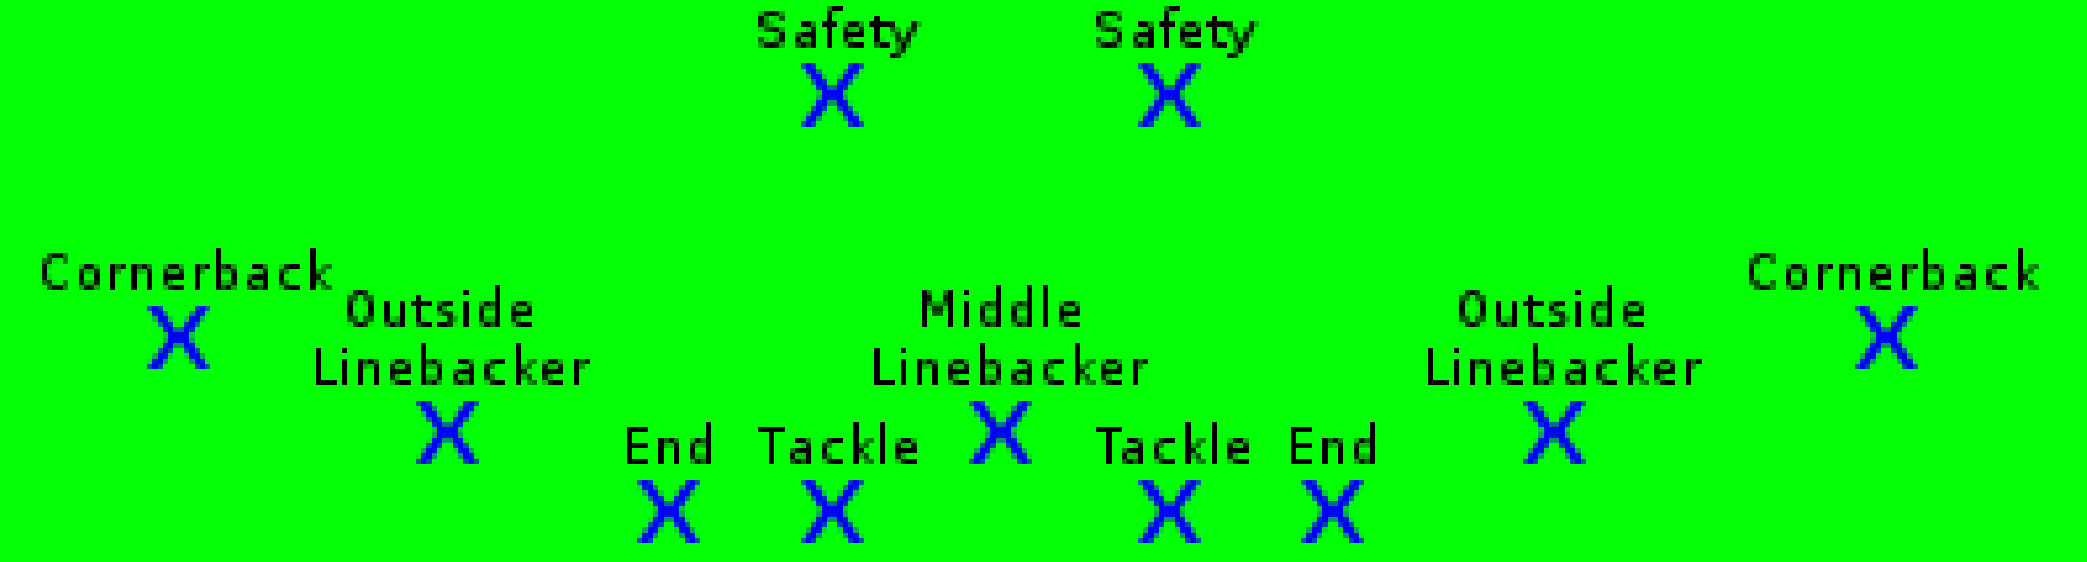 Safety Safety
X X
Cornerback Cornerback
Outside Middle Outside
X X
Linebacker Linebacker Linebacker
X X X
End Tackle Tackle End
X X X X